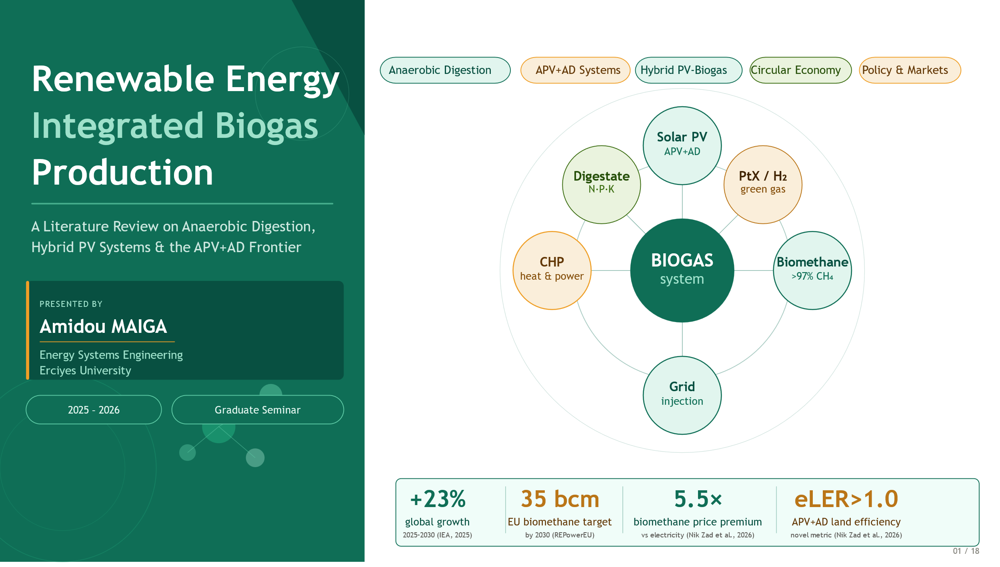 Renewable Energy
Integrated Biogas
Production
A Literature Review on Anaerobic Digestion,
Hybrid PV Systems & the APV+AD Frontier
PRESENTED BY
Amidou MAIGA
Energy Systems Engineering
Erciyes University
2025 - 2026
Graduate Seminar
Anaerobic Digestion
APV+AD Systems
Hybrid PV-Biogas
Circular Economy
Policy & Markets
Solar PV
APV+AD
Digestate
N·P·K
PtX / H₂
green gas
CHP
heat & power
BIOGAS
system
Biomethane
>97% CH₄
Grid
injection
+23%
global growth
2025-2030 (IEA, 2025)
35 bcm
EU biomethane target
by 2030 (REPowerEU)
5.5×
biomethane price premium
vs electricity (Nik Zad et al., 2026)
eLER>1.0
APV+AD land efficiency
novel metric (Nik Zad et al., 2026)
01 / 18